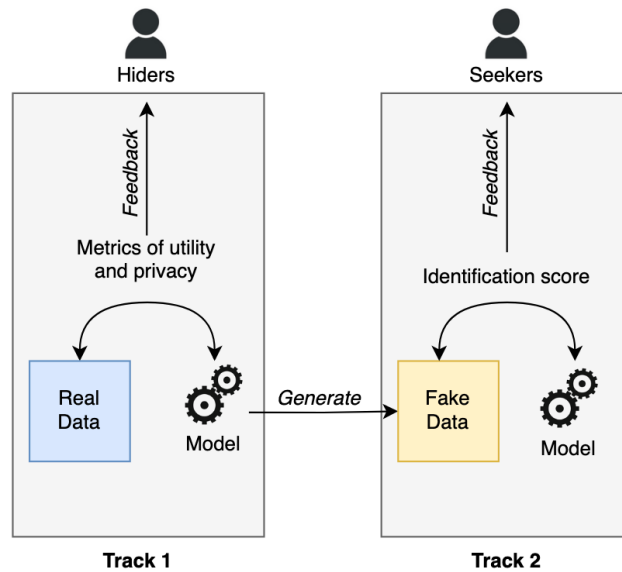 Hiders
Feedback
Metrics of utility
and privacy
Real
Data
Model
Track 1
Generate
Seekers
Feedback
Identification score
Fake
Data
Model
Track 2